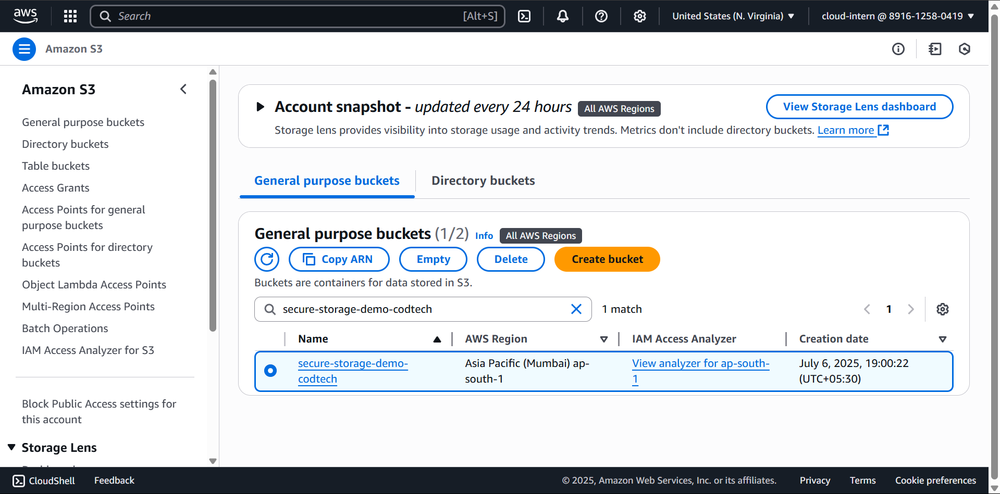 aws
Search
[Alt+S]
United States (N. Virginia)
cloud-intern @ 8916-1258-0419
Amazon S3
Amazon S3
General purpose buckets
Directory buckets
Table buckets
Access Grants
Access Points for general
purpose buckets
Access Points for directory
buckets
Object Lambda Access Points
Multi-Region Access Points
Batch Operations
IAM Access Analyzer for S3
Block Public Access settings for
this account
Storage Lens
Account snapshot - updated every 24 hours
All AWS Regions
View Storage Lens dashboard
Storage lens provides visibility into storage usage and activity trends. Metrics don't include directory buckets. Learn more
General purpose buckets
Directory buckets
General purpose buckets (1/2)
Info
All AWS Regions
Copy ARN
Empty
Delete
Create bucket
Buckets are containers for data stored in S3.
secure-storage-demo-codtech
1 match
1
Name
AWS Region
IAM Access Analyzer
Creation date
secure-storage-demo-
codtech
Asia Pacific (Mumbai) ap-
south-1
View analyzer for ap-south-
1
July 6, 2025, 19:00:22
(UTC+05:30)
CloudShell
Feedback
© 2025, Amazon Web Services, Inc. or its affiliates.
Privacy
Terms
Cookie preferences